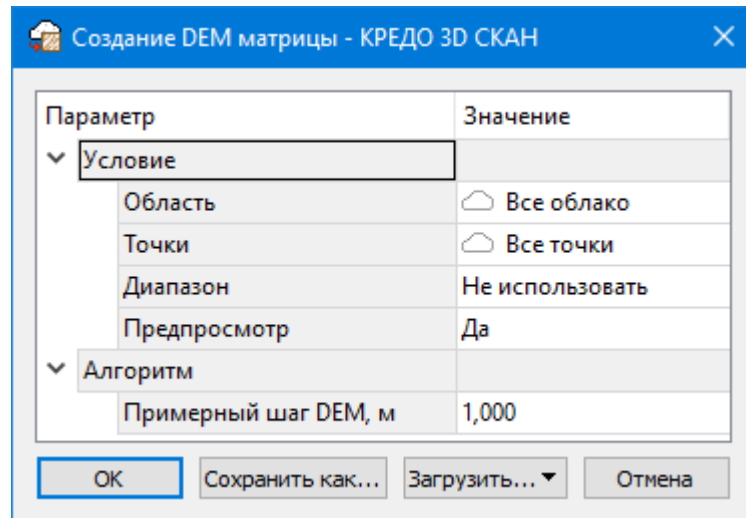 Создание DEM матрицы - КРЕДО 3D СКАН
Параметр Значение
Условие
Область Все облако
Точки Все точки
Диапазон Не использовать
Предпросмотр Да
Алгоритм
Примерный шаг DEM, м 1,000
ОК Сохранить как... Загрузить... Отмена